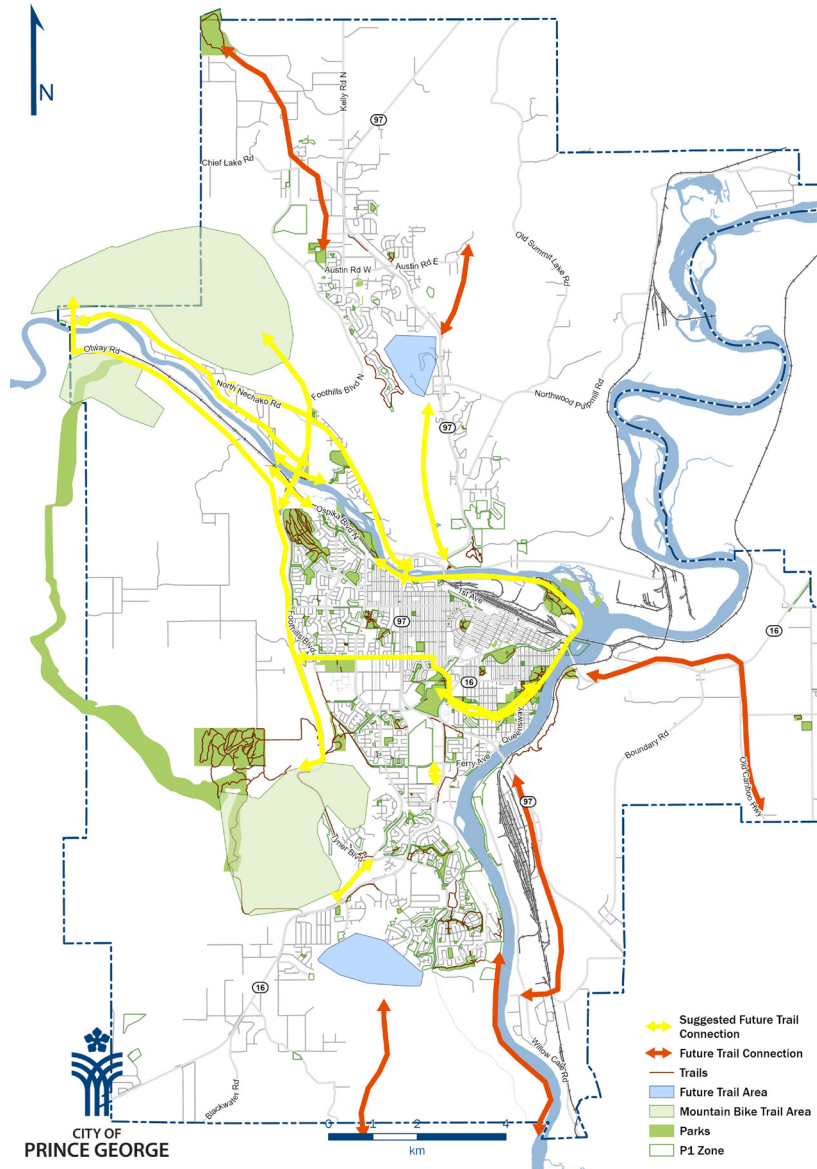 N
97
Kelly Rd N
Chief Lake Rd
Old Summit Lake Rd
Austin Rd W
Austin Rd E
Otway Rd
North Nechako Rd
Foothills Blvd N
Northwood Pulpmill Rd
97
Ospika Blvd N
1st Ave
Foothills Blvd
97
16
16
Queensway
Ferry Ave
Boundary Rd
Old Cariboo Hwy
97
Tyner Blvd
16
Willow Cale Rd
Blackwater Rd
Suggested Future Trail
Connection
Future Trail Connection
Trails
Future Trail Area
Mountain Bike Trail Area
Parks
P1 Zone
CITY OF
PRINCE GEORGE
0 2 4
km